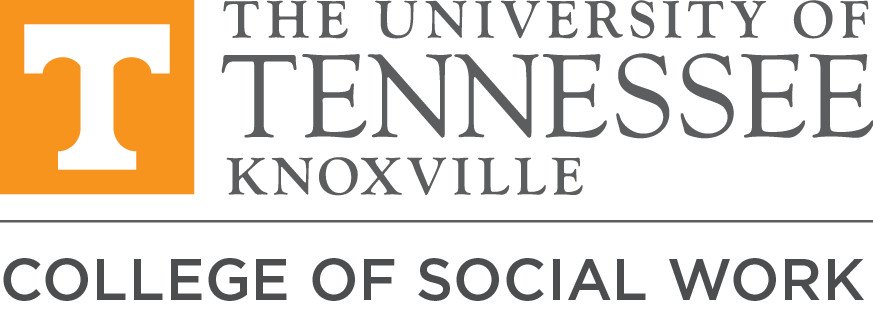 T
THE UNIVERSITY OF
TENNESSEE
KNOXVILLE
COLLEGE OF SOCIAL WORK